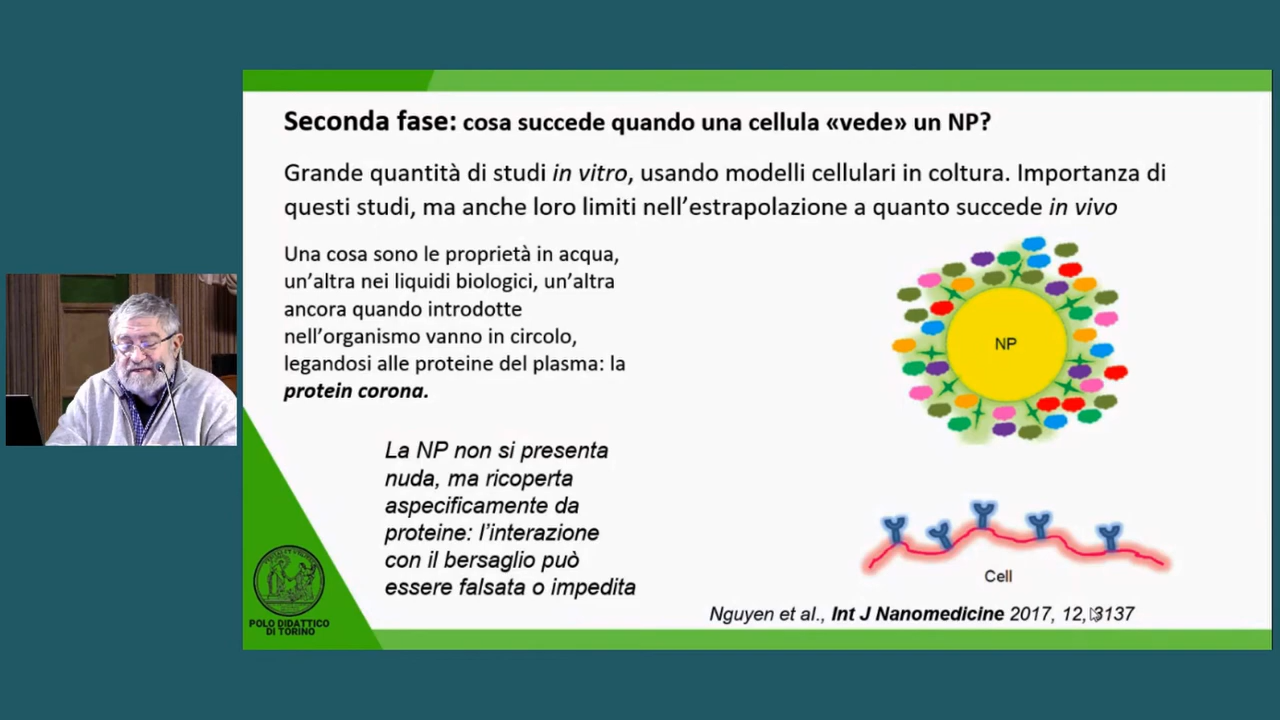 Seconda fase: cosa succede quando una cellula «vede» un NP?
Grande quantità di studi in vitro, usando modelli cellulari in coltura. Importanza di
questi studi, ma anche loro limiti nell'estrapolazione a quanto succede in vivo
Una cosa sono le proprietà in acqua,
un'altra nei liquidi biologici, un'altra
ancora quando introdotte
nell'organismo vanno in circolo,
legandosi alle proteine del plasma: la
protein corona.
NP
La NP non si presenta
nuda, ma ricoperta
aspecificamente da
proteine: l'interazione
con il bersaglio può
essere falsata o impedita
Cell
Nguyen et al., Int J Nanomedicine 2017, 12, 3137
POLO DIDATTICO
DI TORINO